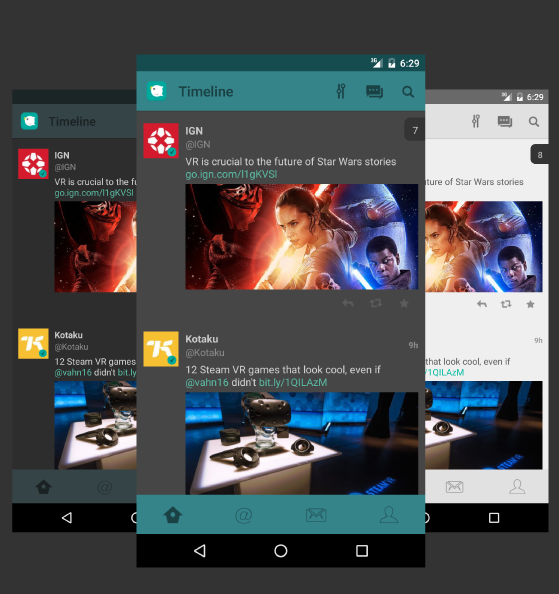 3G 6:29
Timeline
7
IGN
@IGN
VR is crucial to the future of Star Wars stories
go.ign.com/l1gKVSl
Kotaku
9h
@Kotaku
12 Steam VR games that look cool, even if
@vahn16 didn't bit.ly/1QILAzM
STEAM VR
@
Timeline
IGN
@IGN
VR is crucial to the fu
go.ign.com/l1gKVSl
Kotaku
@Kotaku
12 Steam VR games
@vahn16 didn't bit.ly
@
3G 6:29
8
uture of Star Wars stories
9h
that look cool, even if
/1QILAzM